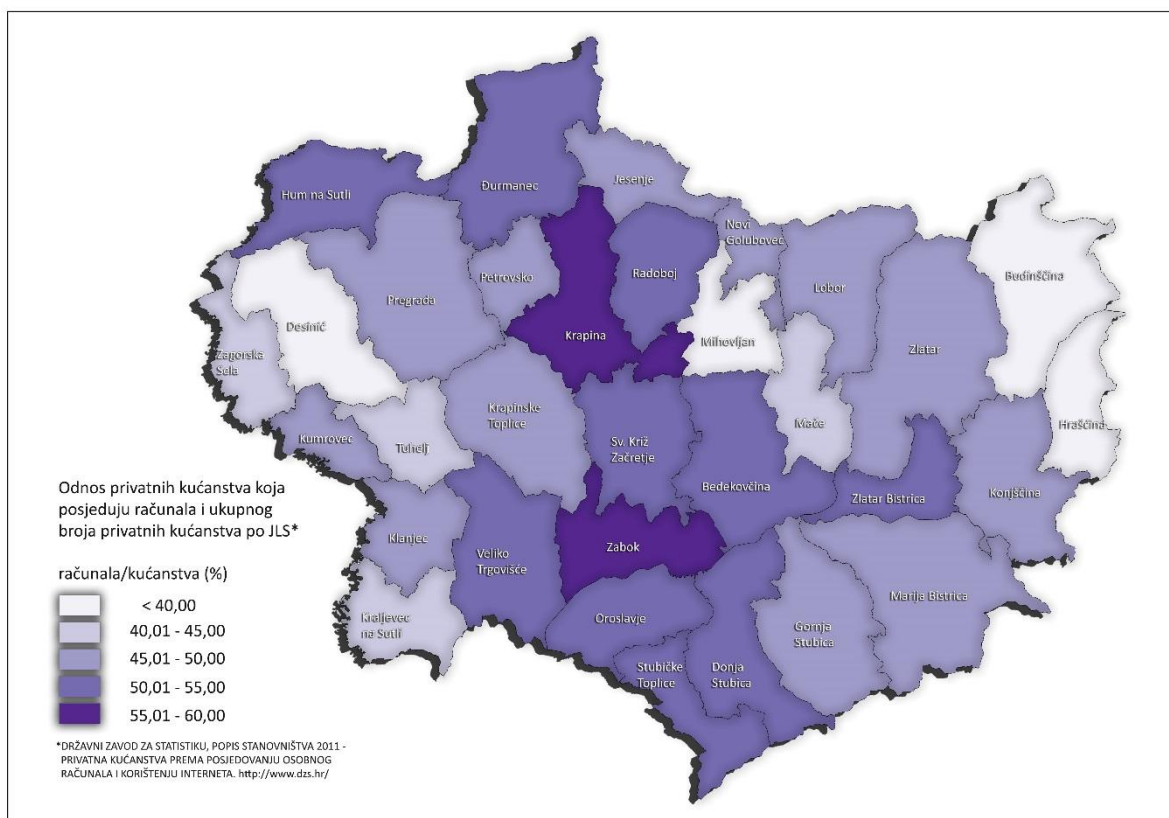 Hum na Sutli
Đurmanec
Jesenje
Novi
Golubovec
Petrovsko
Radoboj
Budinščina
Pregrada
Lobor
Desinić
Krapina
Mihovljan
Zlatar
Zagorska
Sela
Krapinske
Toplice
Mače
Hrašćina
Kumrovec
Tuhelj
Sv. Križ
Začretje
Bedekovčina
Zlatar Bistrica
Konjščina
Klanjec
Veliko
Trgovišće
Zabok
Marija Bistrica
Kraljevec
na Sutli
Oroslavje
Gornja
Stubica
Stubičke
Toplice
Donja
Stubica
Odnos privatnih kućanstva koja
posjeduju računala i ukupnog
broja privatnih kućanstva po JLS*
računala/kućanstva (%)
< 40,00
40,01 - 45,00
45,01 - 50,00
50,01 - 55,00
55,01 - 60,00
*DRŽAVNI ZAVOD ZA STATISTIKU, POPIS STANOVNIŠTVA 2011 -
PRIVATNA KUĆANSTVA PREMA POSJEDOVANJU OSOBNOG
RAČUNALA I KORIŠTENJU INTERNETA. http://www.dzs.hr/